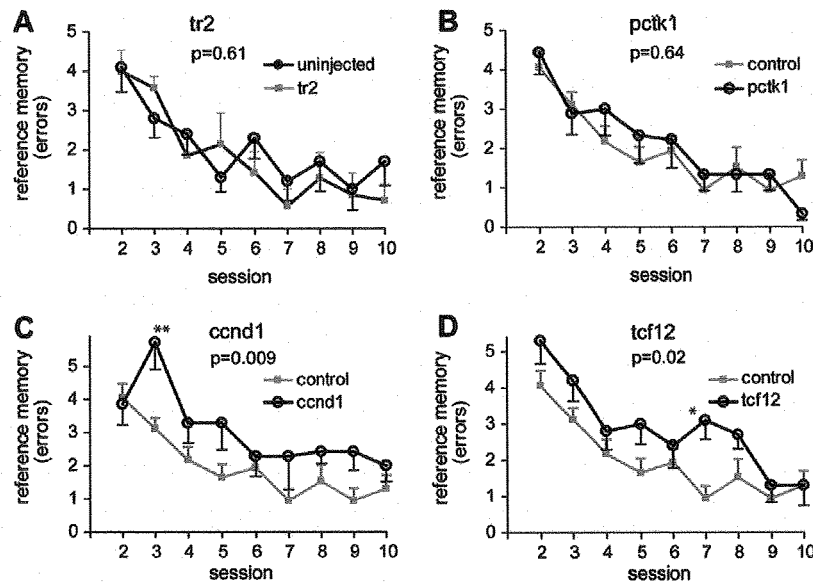 A
tr2
p=0.61
uninjected
tr2
reference memory
(errors)
5
4
3
2
1
0
2 3 4 5 6 7 8 9 10
session
B
pctk1
p=0.64
control
pctk1
reference memory
(errors)
5
4
3
2
1
0
2 3 4 5 6 7 8 9 10
session
C
ccnd1
**
p=0.009
control
ccnd1
reference memory
(errors)
5
4
3
2
1
0
2 3 4 5 6 7 8 9 10
session
D
tcf12
p=0.02
control
tcf12
*
reference memory
(errors)
5
4
3
2
1
0
2 3 4 5 6 7 8 9 10
session